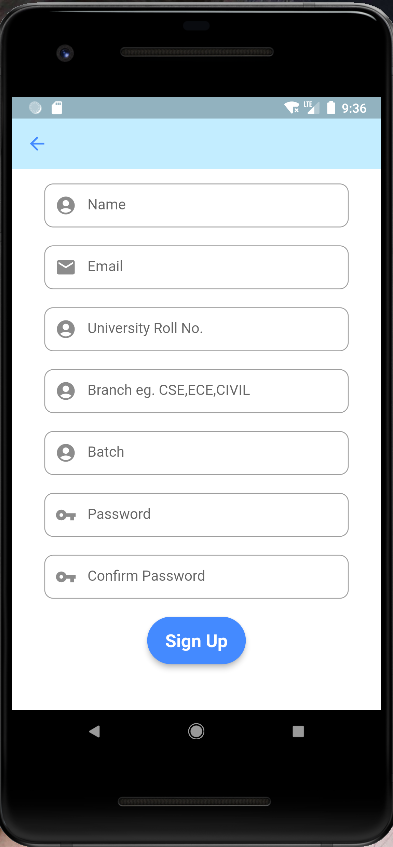 LTE 9:36
Name
Email
University Roll No.
Branch eg. CSE,ECE,CIVIL
Batch
Password
Confirm Password
Sign Up